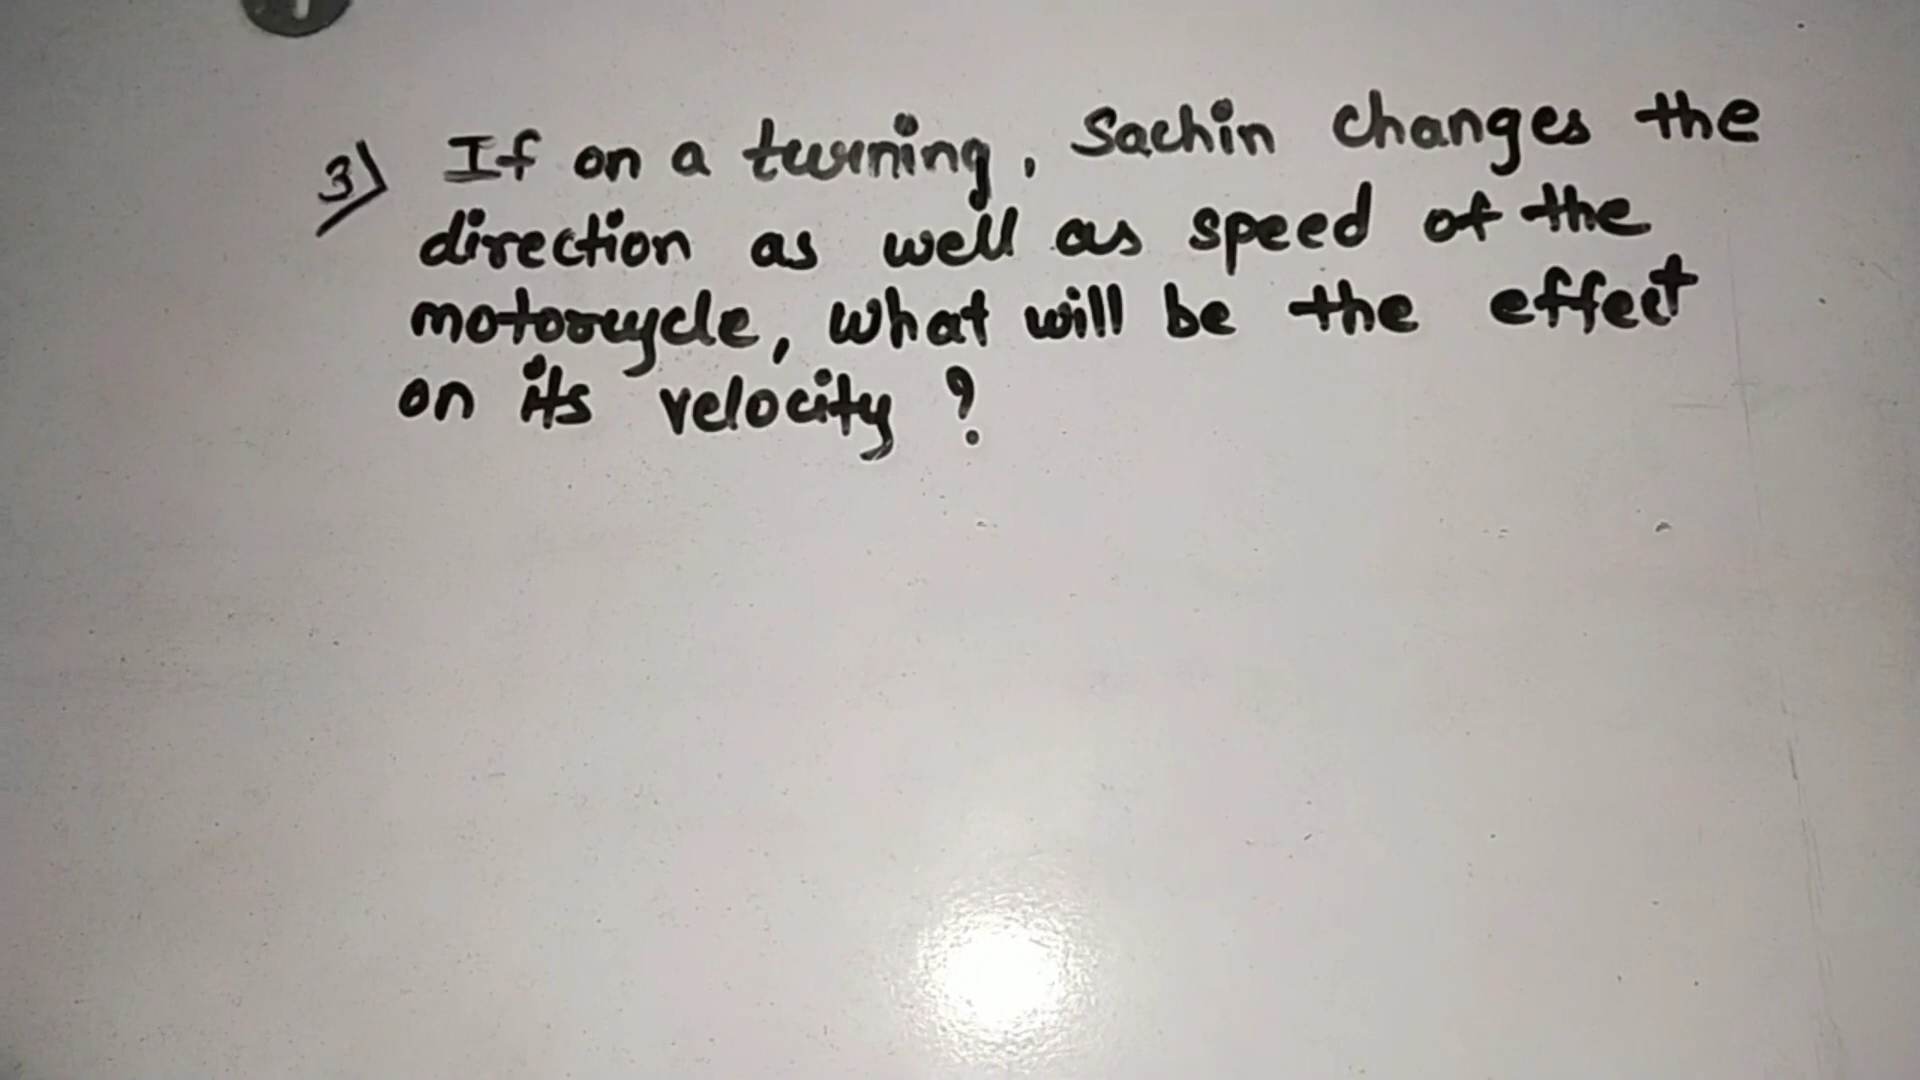 3) If on a turning, Sachin changes the
direction as well as speed of the
motorcycle, what will be the effect
on its velocity ?